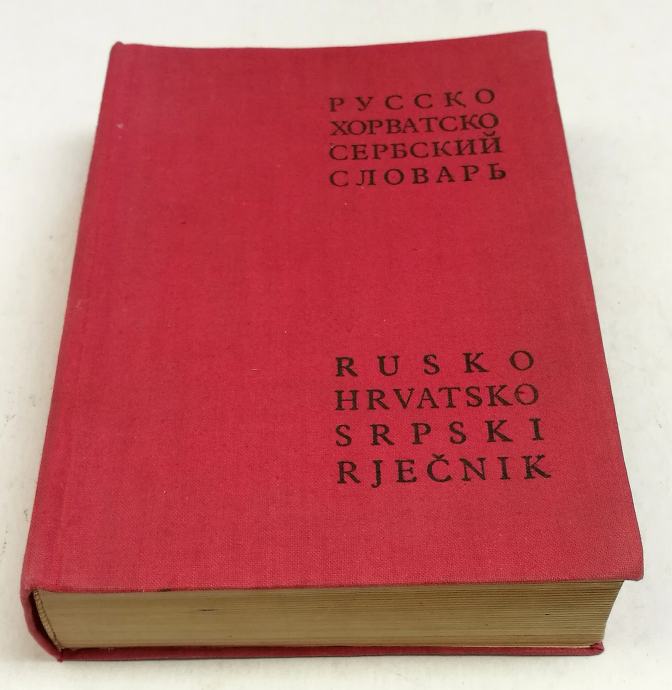 РУССКО
ХОРВАТСКО
СЕРБСКИЙ
СЛОВАРЬ
RUSKO
HRVATSKO
SRPSKI
RJEČNIK